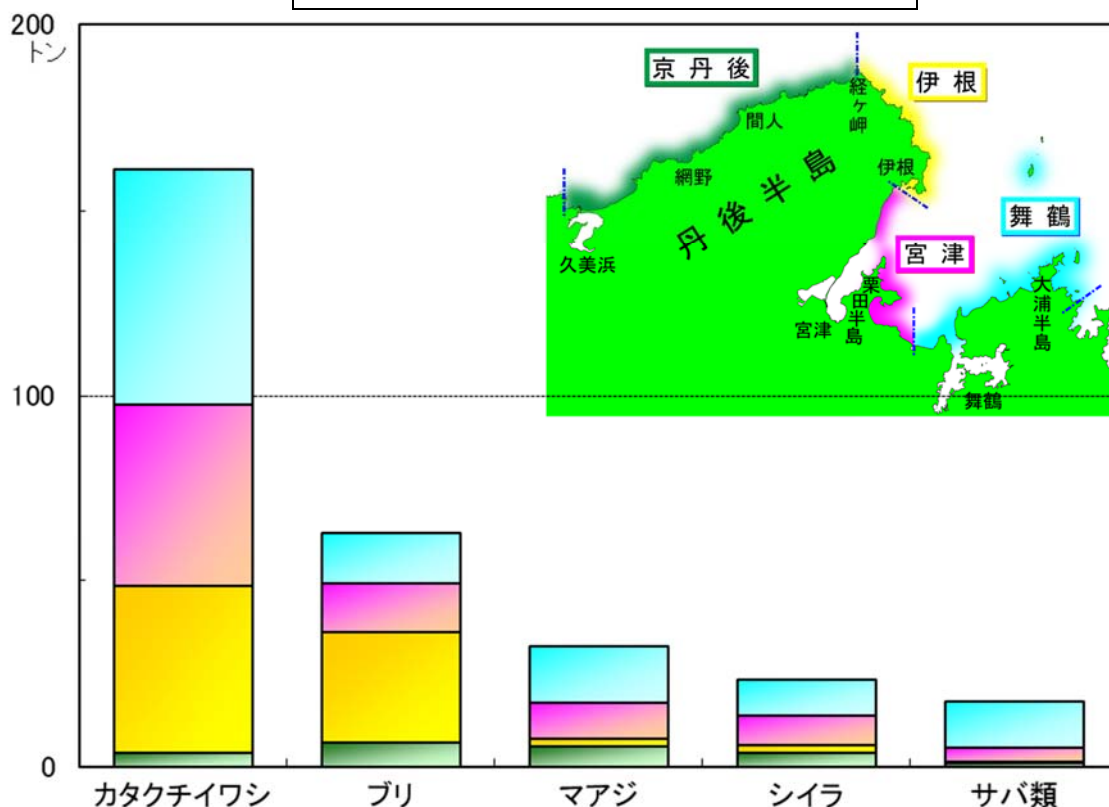 200
トン
100
0
カタクチイワシ
ブリ
マアジ
シイラ
サバ類
京丹後
伊根
経ヶ岬
間人
網野
伊根
丹後半島
舞鶴
久美浜
宮津
栗田半島
宮津
大浦半島
舞鶴